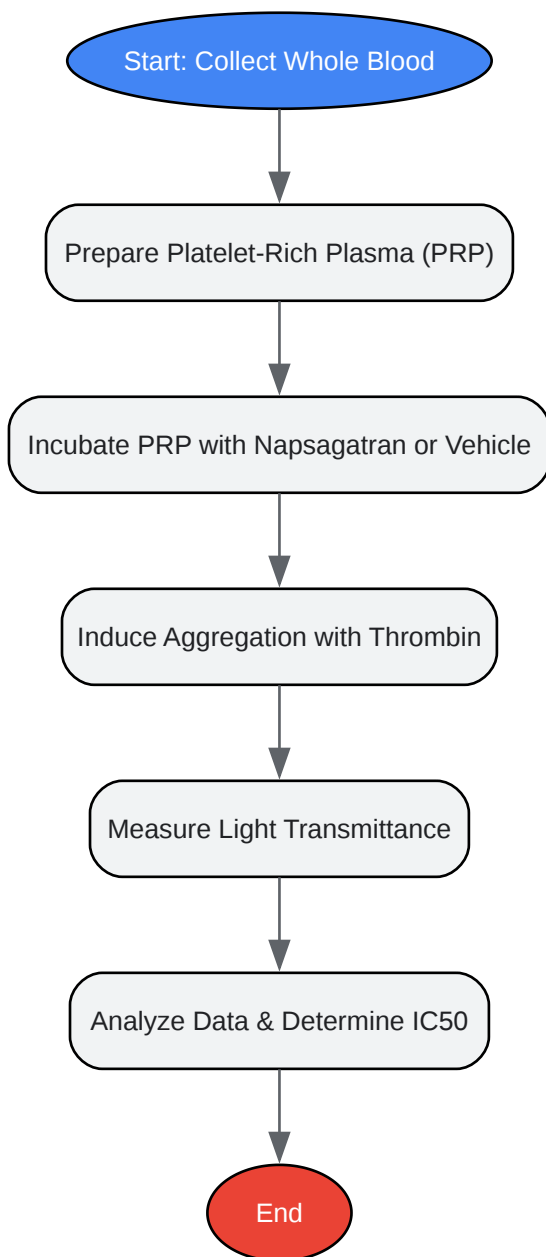 Start: Collect Whole Blood
Prepare Platelet-Rich Plasma (PRP)
Incubate PRP with Napsagatran or Vehicle
Induce Aggregation with Thrombin
Measure Light Transmittance
Analyze Data & Determine IC50
End